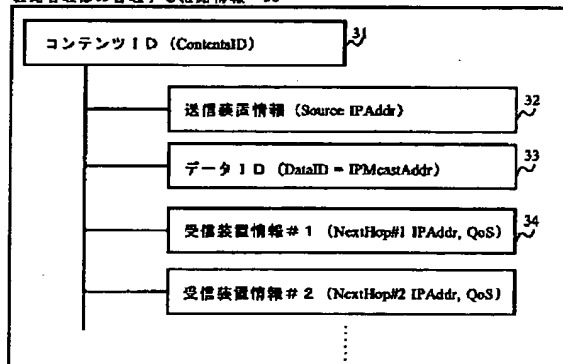 コンテンツID (ContentsID)
31
送信装置情報 (Source IPAddr)
32
データID (DataID = IPMcastAddr)
33
受信装置情報#1 (NextHop#1 IPAddr, QoS)
34
受信装置情報#2 (NextHop#2 IPAddr, QoS)